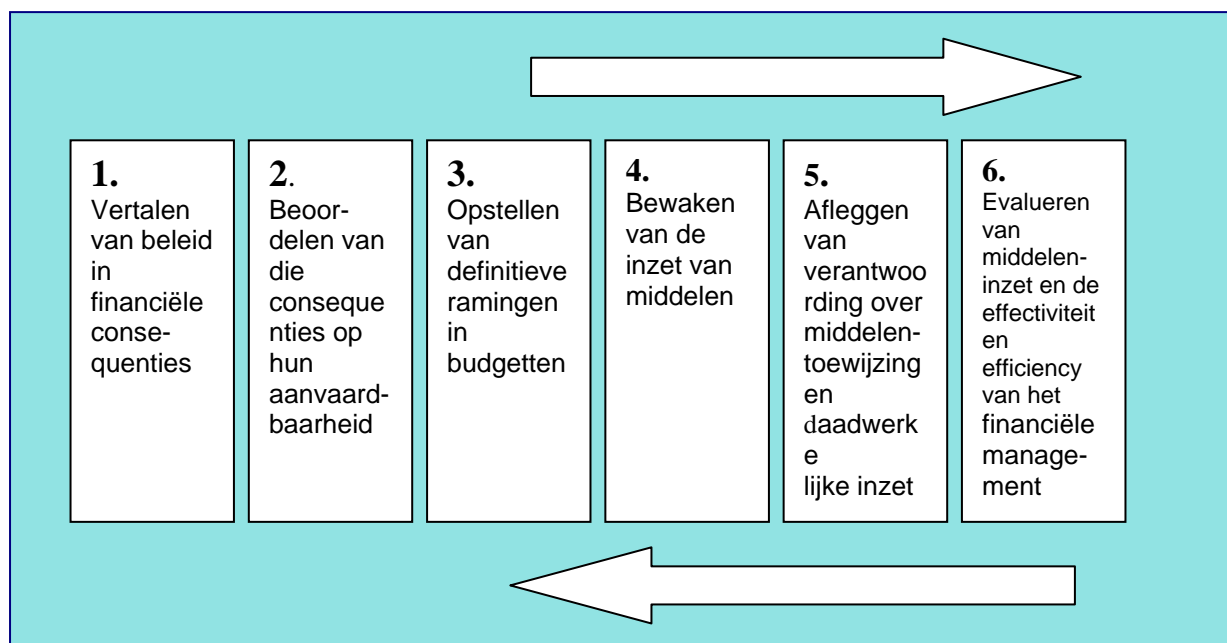 1.
Vertalen
van beleid
in
financiële
conse-
quenties
2.
Beoor-
delen van
die
conseque
nties op
hun
aanvaard-
baarheid
3.
Opstellen
van
definitieve
ramingen
in
budgetten
4.
Bewaken
van de
inzet van
middelen
5.
Afleggen
van
verantwoo
rding over
middelen-
toewijzing
en
daadwerk
e
lijke inzet
6.
Evalueren
van
middelen-
inzet en de
effectiviteit
en
efficiency
van het
financiële
manage-
ment